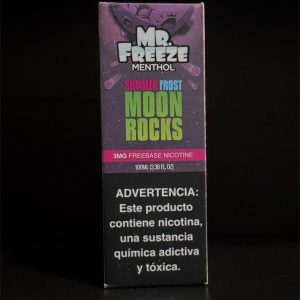 MR.
FREEZE
MENTHOL
SUMMER FROST
MOON
ROCKS
3MG FREEBASE NICOTINE
100ML (3.38 FL OZ)
ADVERTENCIA:
Este producto
contiene nicotina,
una sustancia
química adictiva
y tóxica.